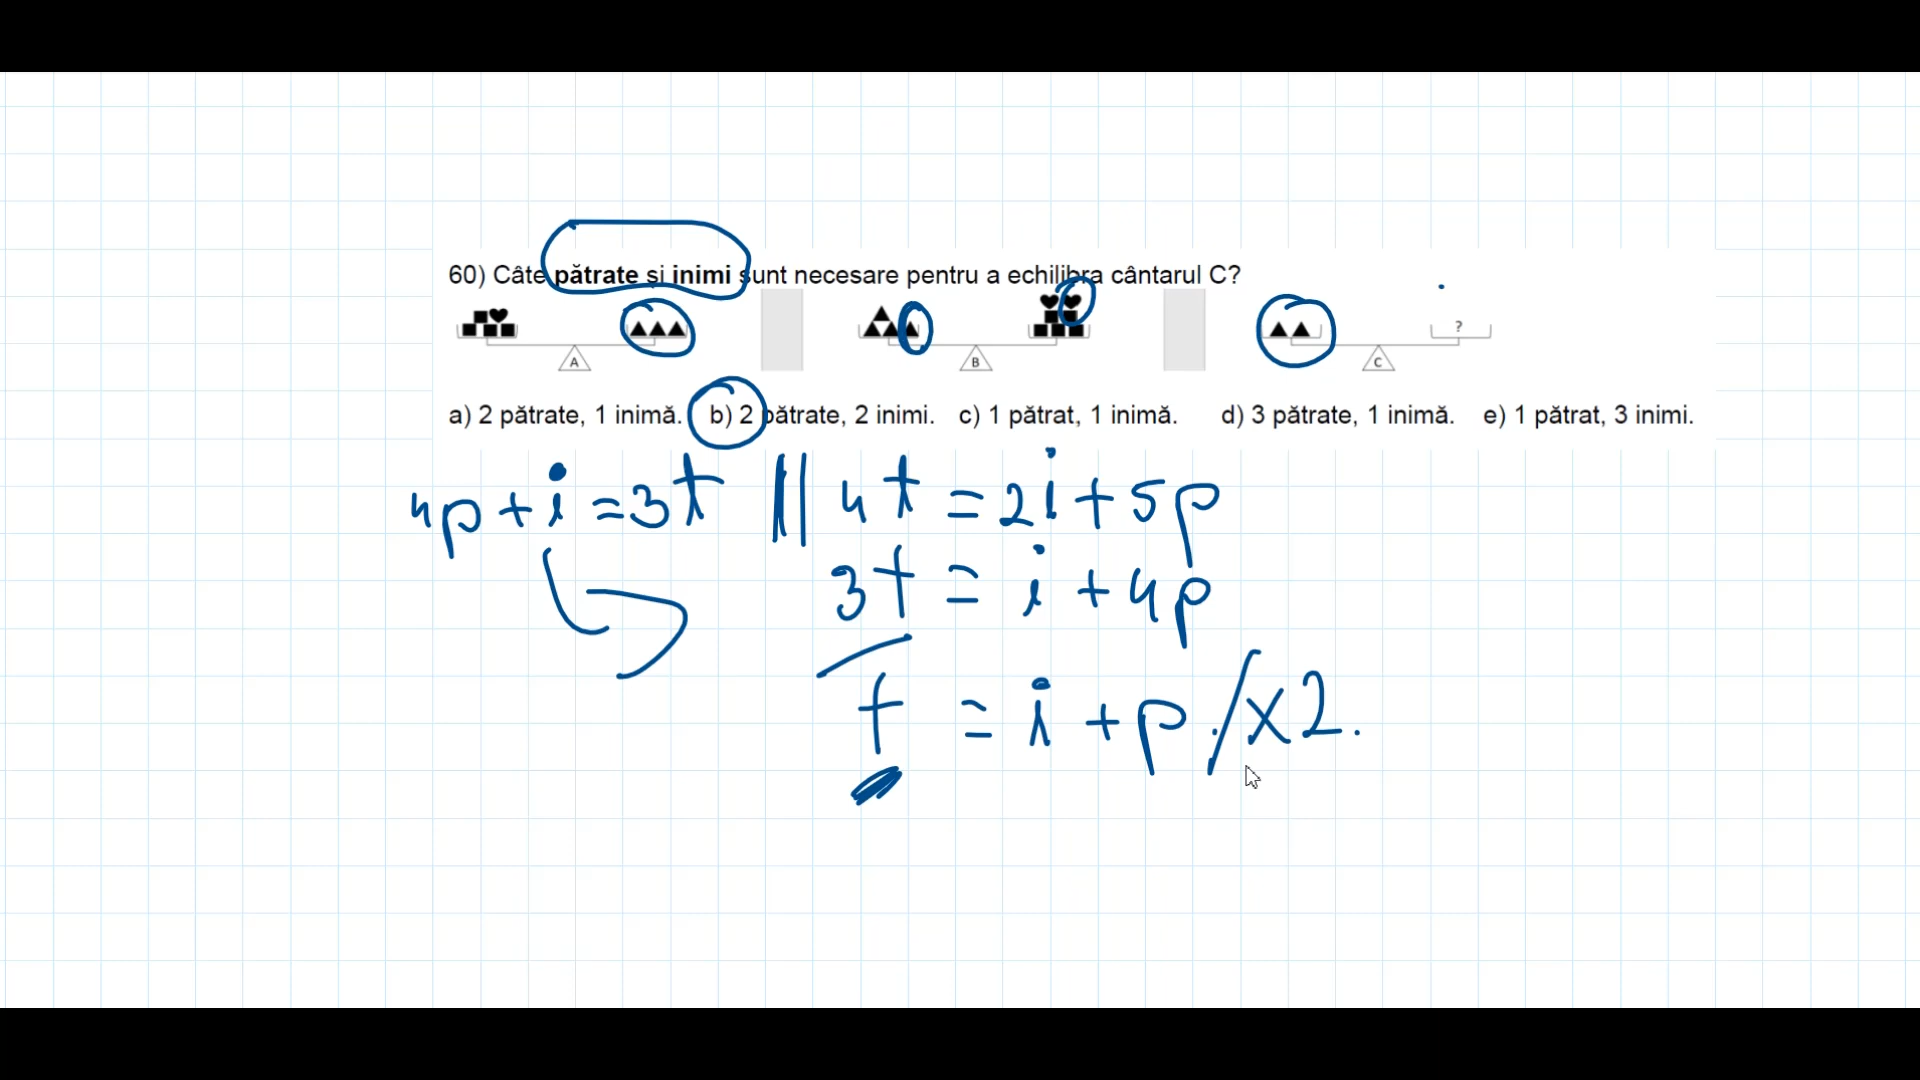 60) Câte pătrate si inimi sunt necesare pentru a echilibra cântarul C?
?
A
B
C
a) 2 pătrate, 1 inimă. b) 2 pătrate, 2 inimi. c) 1 pătrat, 1 inimă. d) 3 pătrate, 1 inimă. e) 1 pătrat, 3 inimi.
4p + i = 3t || 4t = 2i + 5p
3t = i + 4p
t = i + p /x2.